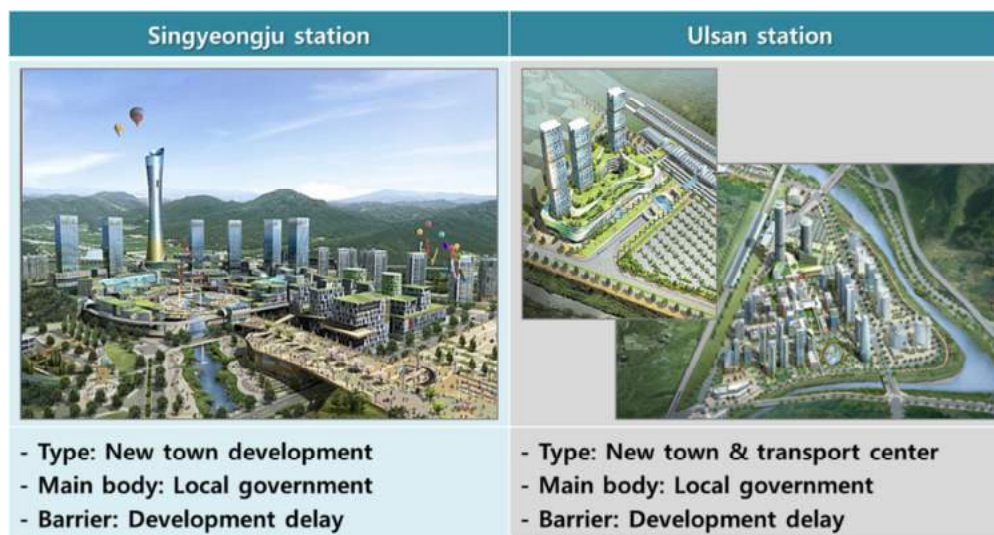 Singyeongju station
Ulsan station
- Type: New town development
- Main body: Local government
- Barrier: Development delay
- Type: New town & transport center
- Main body: Local government
- Barrier: Development delay